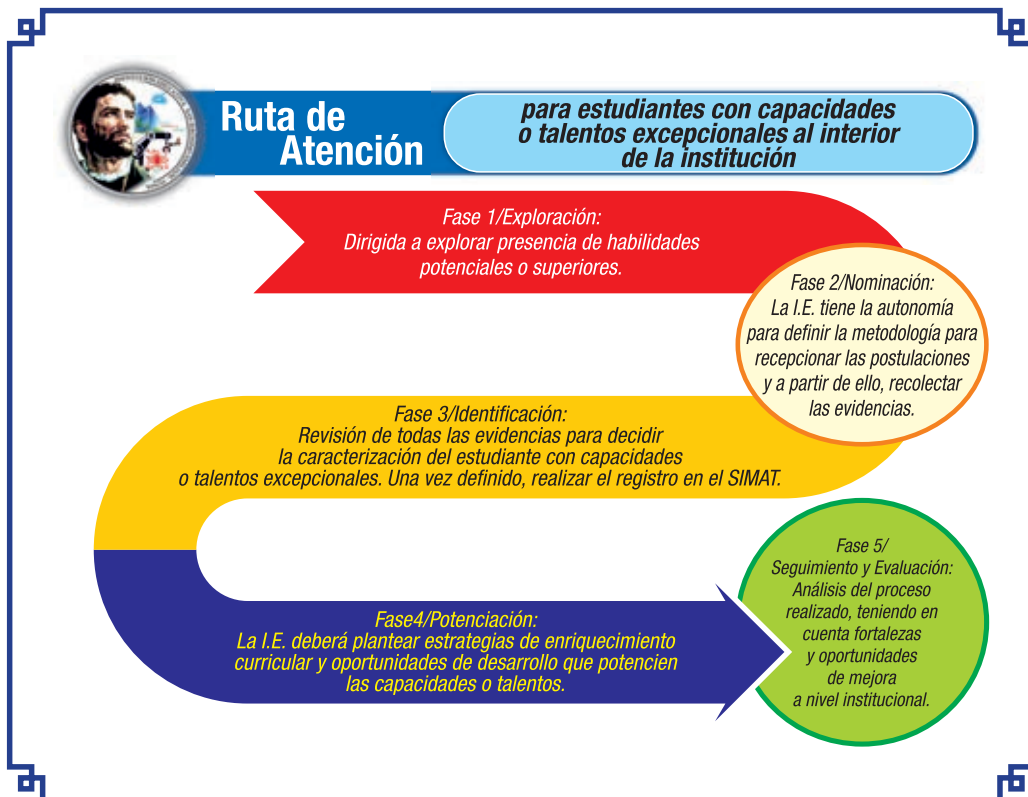 Ruta de
Atención
para estudiantes con capacidades
o talentos excepcionales al interior
de la institución
Fase 1/Exploración:
Dirigida a explorar presencia de habilidades
potenciales o superiores.
Fase 2/Nominación:
La I.E. tiene la autonomía
para definir la metodología para
recepcionar las postulaciones
y a partir de ello, recolectar
las evidencias.
Fase 3/Identificación:
Revisión de todas las evidencias para decidir
la caracterización del estudiante con capacidades
o talentos excepcionales. Una vez definido, realizar el registro en el SIMAT.
Fase4/Potenciación:
La I.E. deberá plantear estrategias de enriquecimiento
curricular y oportunidades de desarrollo que potencien
las capacidades o talentos.
Fase 5/
Seguimiento y Evaluación:
Análisis del proceso
realizado, teniendo en
cuenta fortalezas
y oportunidades
de mejora
a nivel institucional.